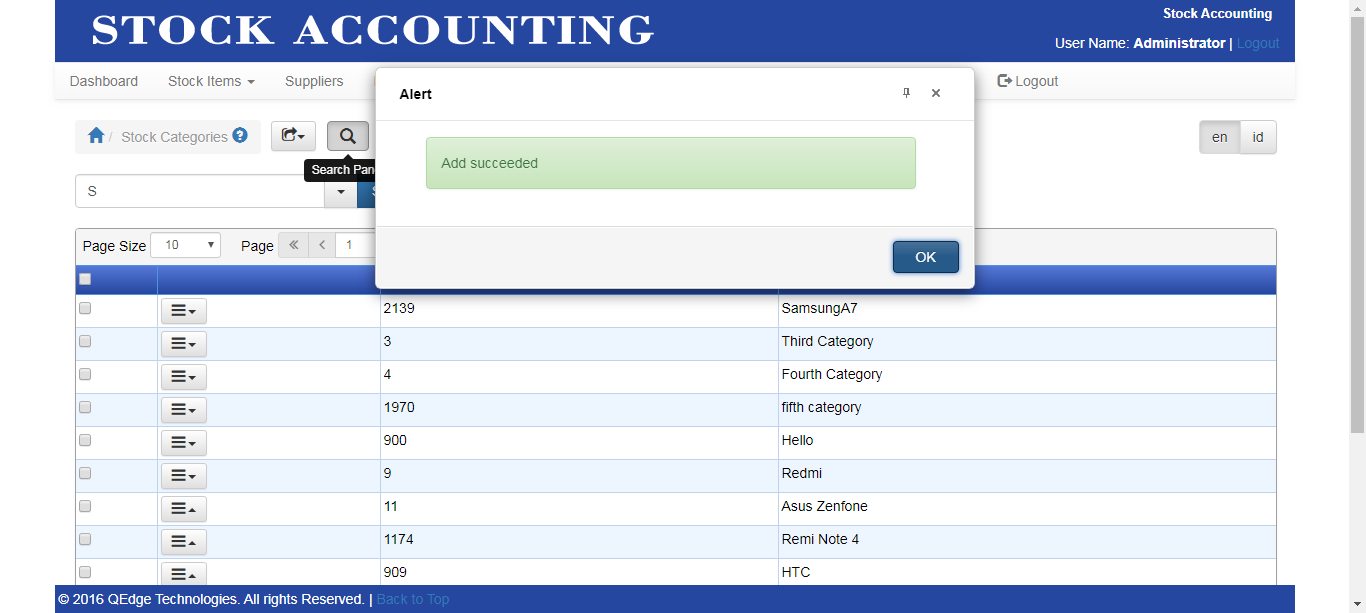 STOCK ACCOUNTING
Stock Accounting
User Name: Administrator | Logout
Dashboard Stock Items Suppliers Logout
Alert
/ Stock Categories
en id
Search
Add succeeded
S
Page Size 10 Page 1
OK
2139 SamsungA7
3 Third Category
4 Fourth Category
1970 fifth category
900 Hello
9 Redmi
11 Asus Zenfone
1174 Remi Note 4
909 HTC
© 2016 QEdge Technologies. All rights Reserved. | Back to Top